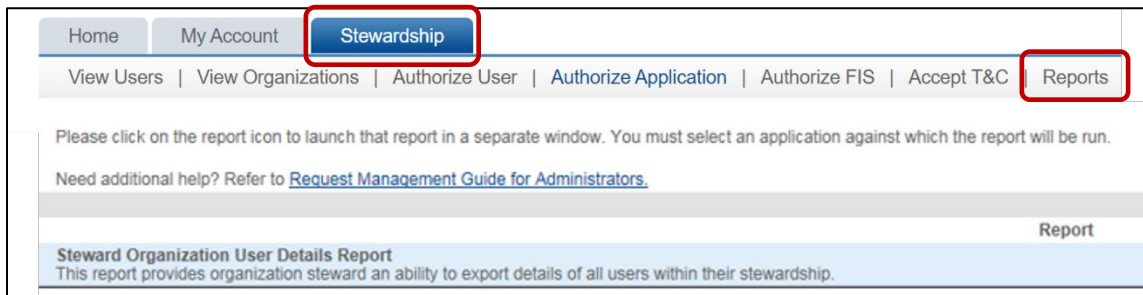 Home My Account Stewardship
View Users | View Organizations | Authorize User | Authorize Application | Authorize FIS | Accept T&C | Reports
Please click on the report icon to launch that report in a separate window. You must select an application against which the report will be run.
Need additional help? Refer to Request Management Guide for Administrators.
Report
Steward Organization User Details Report
This report provides organization steward an ability to export details of all users within their stewardship.